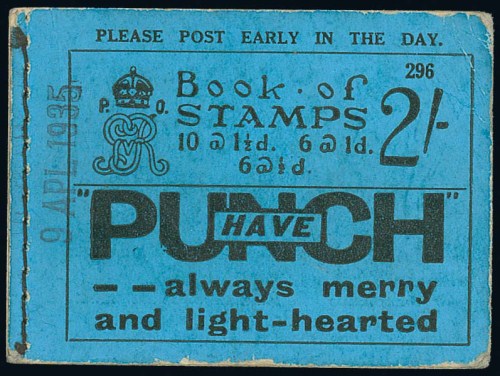 PLEASE POST EARLY IN THE DAY.
296
P. O.
Book · of
STAMPS
10 @ 1½d. 6 @ 1d.
6 @ ½d.
2/-
9 APL 1935
"PUNCH"
HAVE
– – always merry
and light-hearted